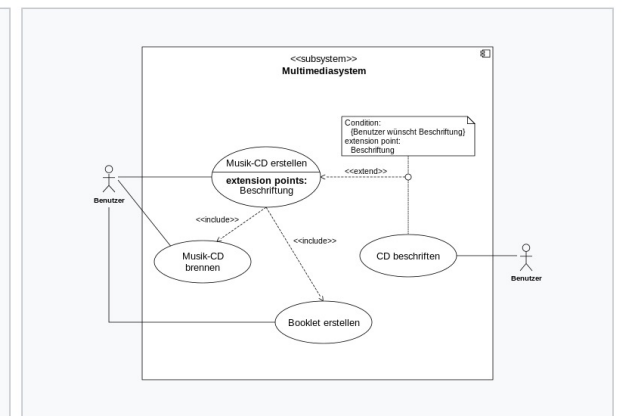 <<subsystem>>
Multimediasystem
Condition:
{Benutzer wünscht Beschriftung}
extension point:
Beschriftung
Musik-CD erstellen
extension points:
Beschriftung
<<extend>>
Benutzer
<<include>>
<<include>>
Musik-CD
brennen
CD beschriften
Benutzer
Booklet erstellen